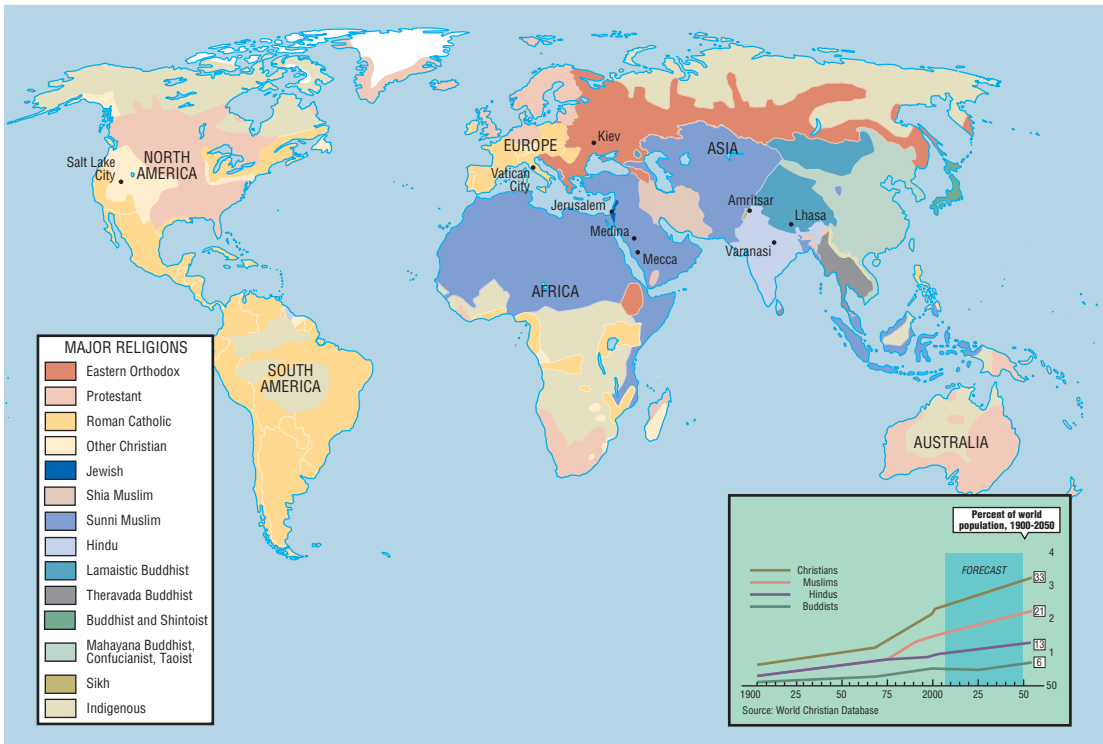 Salt Lake
City
NORTH
AMERICA
EUROPE
Kiev
ASIA
Vatican
City
Jerusalem
Amritsar
Lhasa
Medina
Varanasi
Mecca
AFRICA
SOUTH
AMERICA
AUSTRALIA
MAJOR RELIGIONS
Eastern Orthodox
Protestant
Roman Catholic
Other Christian
Jewish
Shia Muslim
Sunni Muslim
Hindu
Lamaistic Buddhist
Theravada Buddhist
Buddhist and Shintoist
Mahayana Buddhist,
Confucianist, Taoist
Sikh
Indigenous
Percent of world
population, 1900-2050
Christians
Muslims
Hindus
Buddists
FORECAST
4
33
3
21
2
13
1
6
50
1900 25 50 75 2000 25 50
Source: World Christian Database